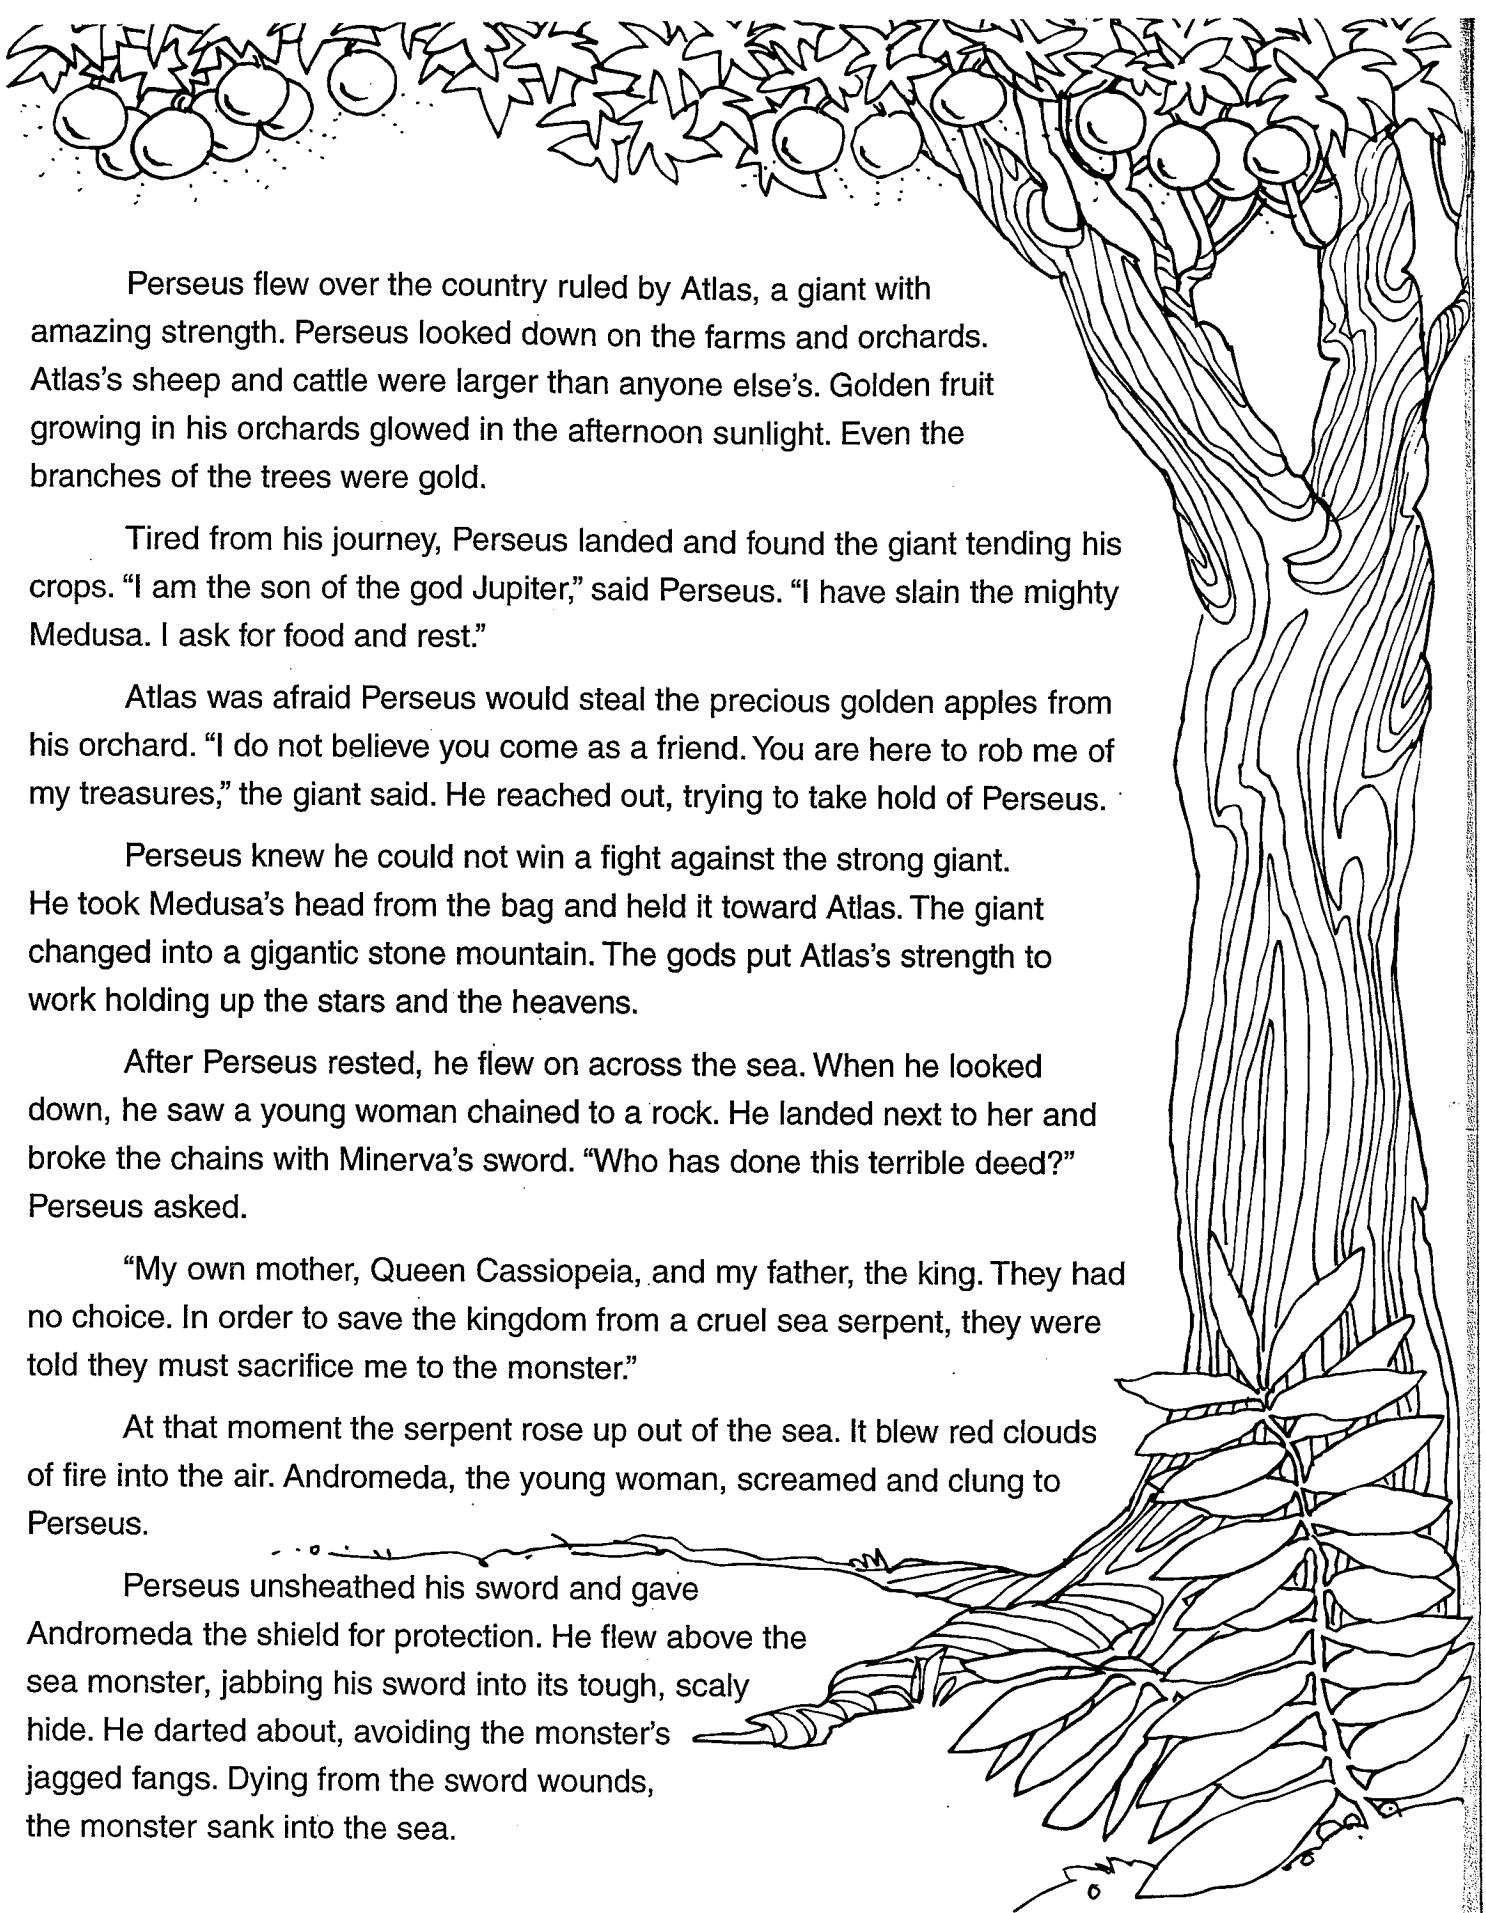 Perseus flew over the country ruled by Atlas, a giant with
amazing strength. Perseus looked down on the farms and orchards.
Atlas's sheep and cattle were larger than anyone else's. Golden fruit
growing in his orchards glowed in the afternoon sunlight. Even the
branches of the trees were gold.
Tired from his journey, Perseus landed and found the giant tending his
crops. “I am the son of the god Jupiter,” said Perseus. “I have slain the mighty
Medusa. I ask for food and rest.”
Atlas was afraid Perseus would steal the precious golden apples from
his orchard. “I do not believe you come as a friend. You are here to rob me of
my treasures,” the giant said. He reached out, trying to take hold of Perseus.
Perseus knew he could not win a fight against the strong giant.
He took Medusa's head from the bag and held it toward Atlas. The giant
changed into a gigantic stone mountain. The gods put Atlas's strength to
work holding up the stars and the heavens.
After Perseus rested, he flew on across the sea. When he looked
down, he saw a young woman chained to a rock. He landed next to her and
broke the chains with Minerva's sword. “Who has done this terrible deed?”
Perseus asked.
“My own mother, Queen Cassiopeia, and my father, the king. They had
no choice. In order to save the kingdom from a cruel sea serpent, they were
told they must sacrifice me to the monster.”
At that moment the serpent rose up out of the sea. It blew red clouds
of fire into the air. Andromeda, the young woman, screamed and clung to
Perseus.
Perseus unsheathed his sword and gave
Andromeda the shield for protection. He flew above the
sea monster, jabbing his sword into its tough, scaly
hide. He darted about, avoiding the monster's
jagged fangs. Dying from the sword wounds,
the monster sank into the sea.